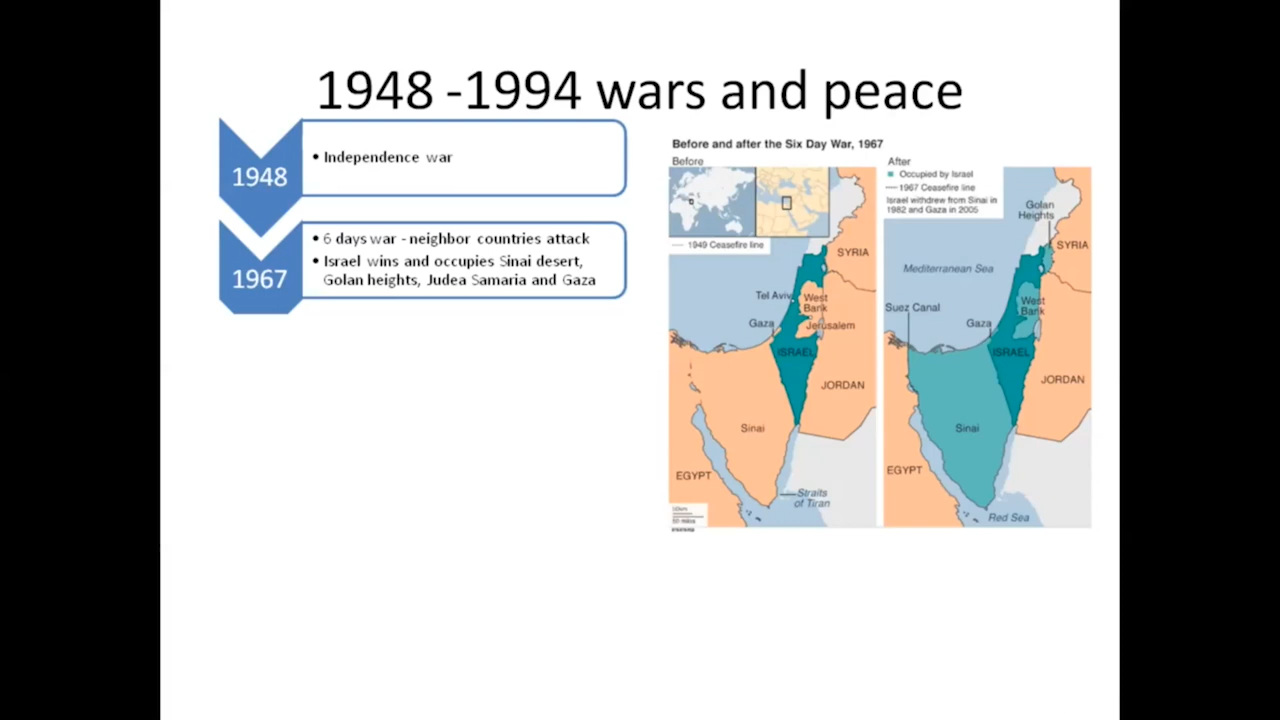 1948 -1994 wars and peace
1948
• Independence war
1967
• 6 days war - neighbor countries attack
• Israel wins and occupies Sinai desert,
Golan heights, Judea Samaria and Gaza
Before and after the Six Day War, 1967
Before
1949 Ceasefire line
SYRIA
Tel Aviv
West
Bank
Gaza
Jerusalem
ISRAEL
JORDAN
Sinai
EGYPT
Straits
of Tiran
50 miles
After
Occupied by Israel
1967 Ceasefire line
Israel withdrew from Sinai in
1982 and Gaza in 2005
Golan
Heights
SYRIA
Mediterranean Sea
Suez Canal
West
Bank
Gaza
ISRAEL
JORDAN
Sinai
EGYPT
Red Sea